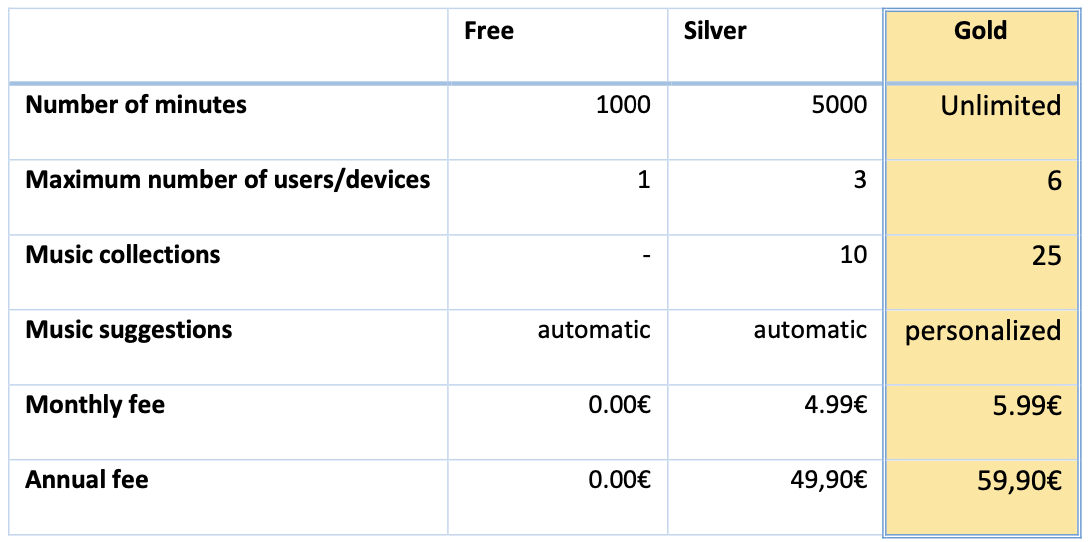 Free Silver Gold
Number of minutes 1000 5000 Unlimited
Maximum number of users/devices 1 3 6
Music collections - 10 25
Music suggestions automatic automatic personalized
Monthly fee 0.00€ 4.99€ 5.99€
Annual fee 0.00€ 49,90€ 59,90€